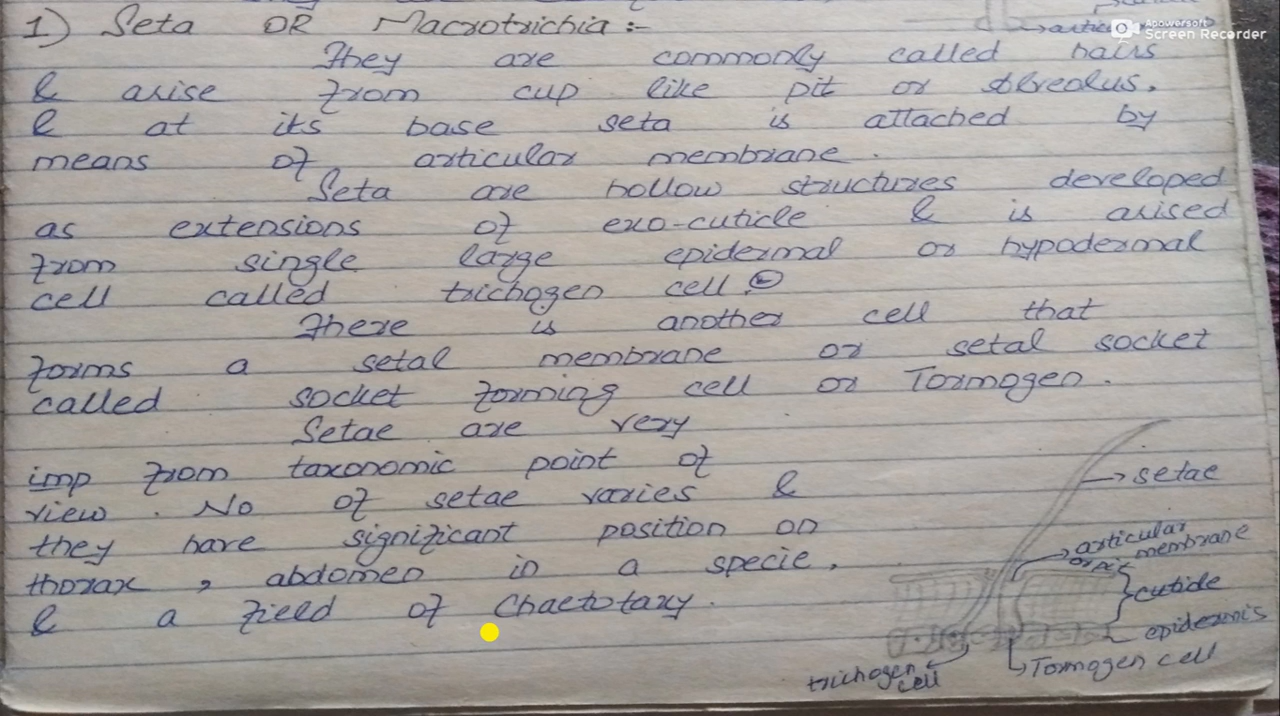 1) Seta OR Macrotrichia :-
They are commonly called hairs
& arise from cup like pit or
& at its base seta is attached by
means of articular membrane.
Seta are hollow structures developed
as extensions of exo-cuticle & is arised
from single large epidermal or hypodermal
cell called trichogen cell.
There is another cell that
forms a setal membrane or setal socket
called socket forming cell or Tormogen.
Setae are very
imp from taxonomic point of
view. No of setae varies &
they have significant position on
thorax, abdomen in a specie.
& a field of Chaetotaxy.
setae
articular
or pit membrane
cuticle
epidermis
Tormogen cell
trichogen
cell
Apowersoft
Screen Recorder